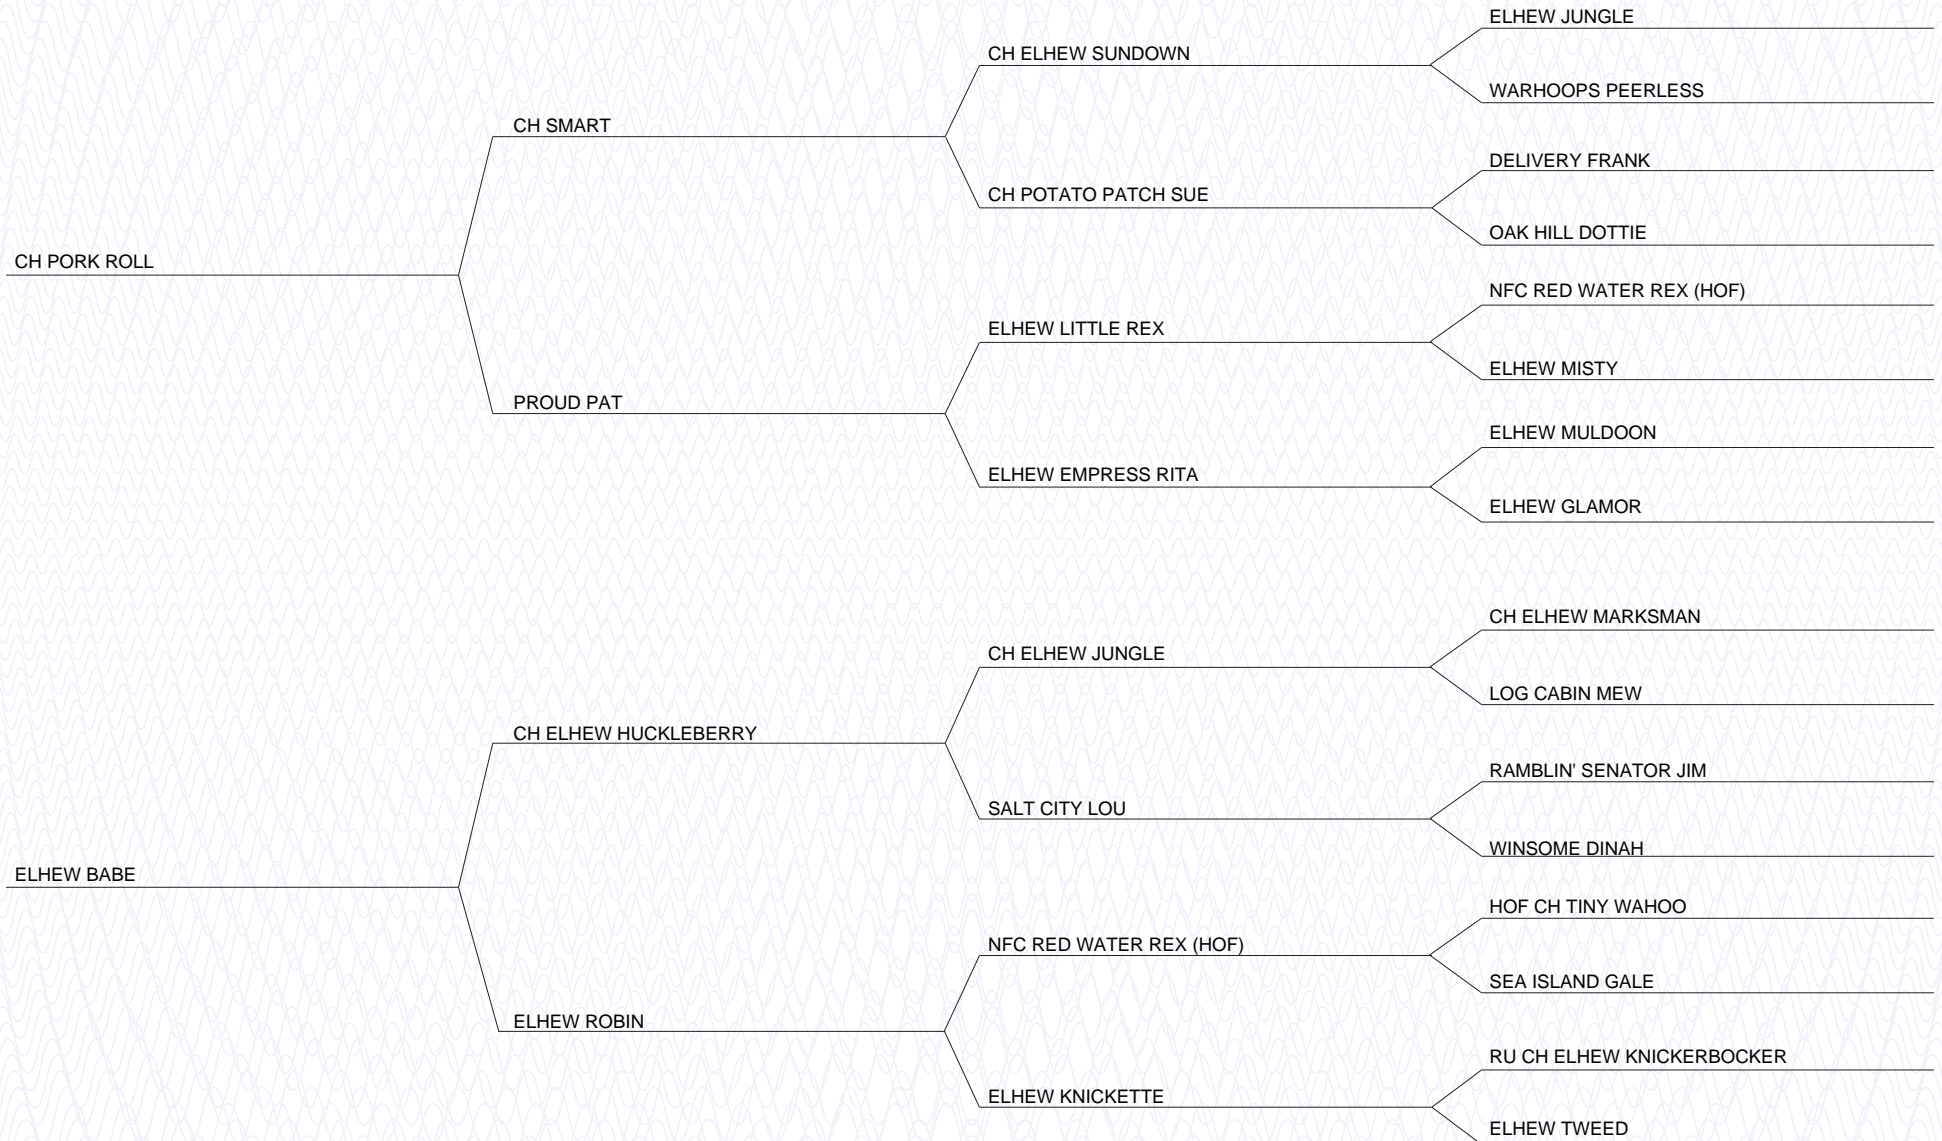 ELHEW JUNGLE
CH ELHEW SUNDOWN
WARHOOPS PEERLESS
CH SMART
DELIVERY FRANK
CH POTATO PATCH SUE
OAK HILL DOTTIE
CH PORK ROLL
NFC RED WATER REX (HOF)
ELHEW LITTLE REX
ELHEW MISTY
PROUD PAT
ELHEW MULDOON
ELHEW EMPRESS RITA
ELHEW GLAMOR
CH ELHEW MARKSMAN
CH ELHEW JUNGLE
LOG CABIN MEW
CH ELHEW HUCKLEBERRY
RAMBLIN' SENATOR JIM
SALT CITY LOU
WINSOME DINAH
ELHEW BABE
HOF CH TINY WAHOO
NFC RED WATER REX (HOF)
SEA ISLAND GALE
ELHEW ROBIN
RU CH ELHEW KNICKERBOCKER
ELHEW KNICKETTE
ELHEW TWEED